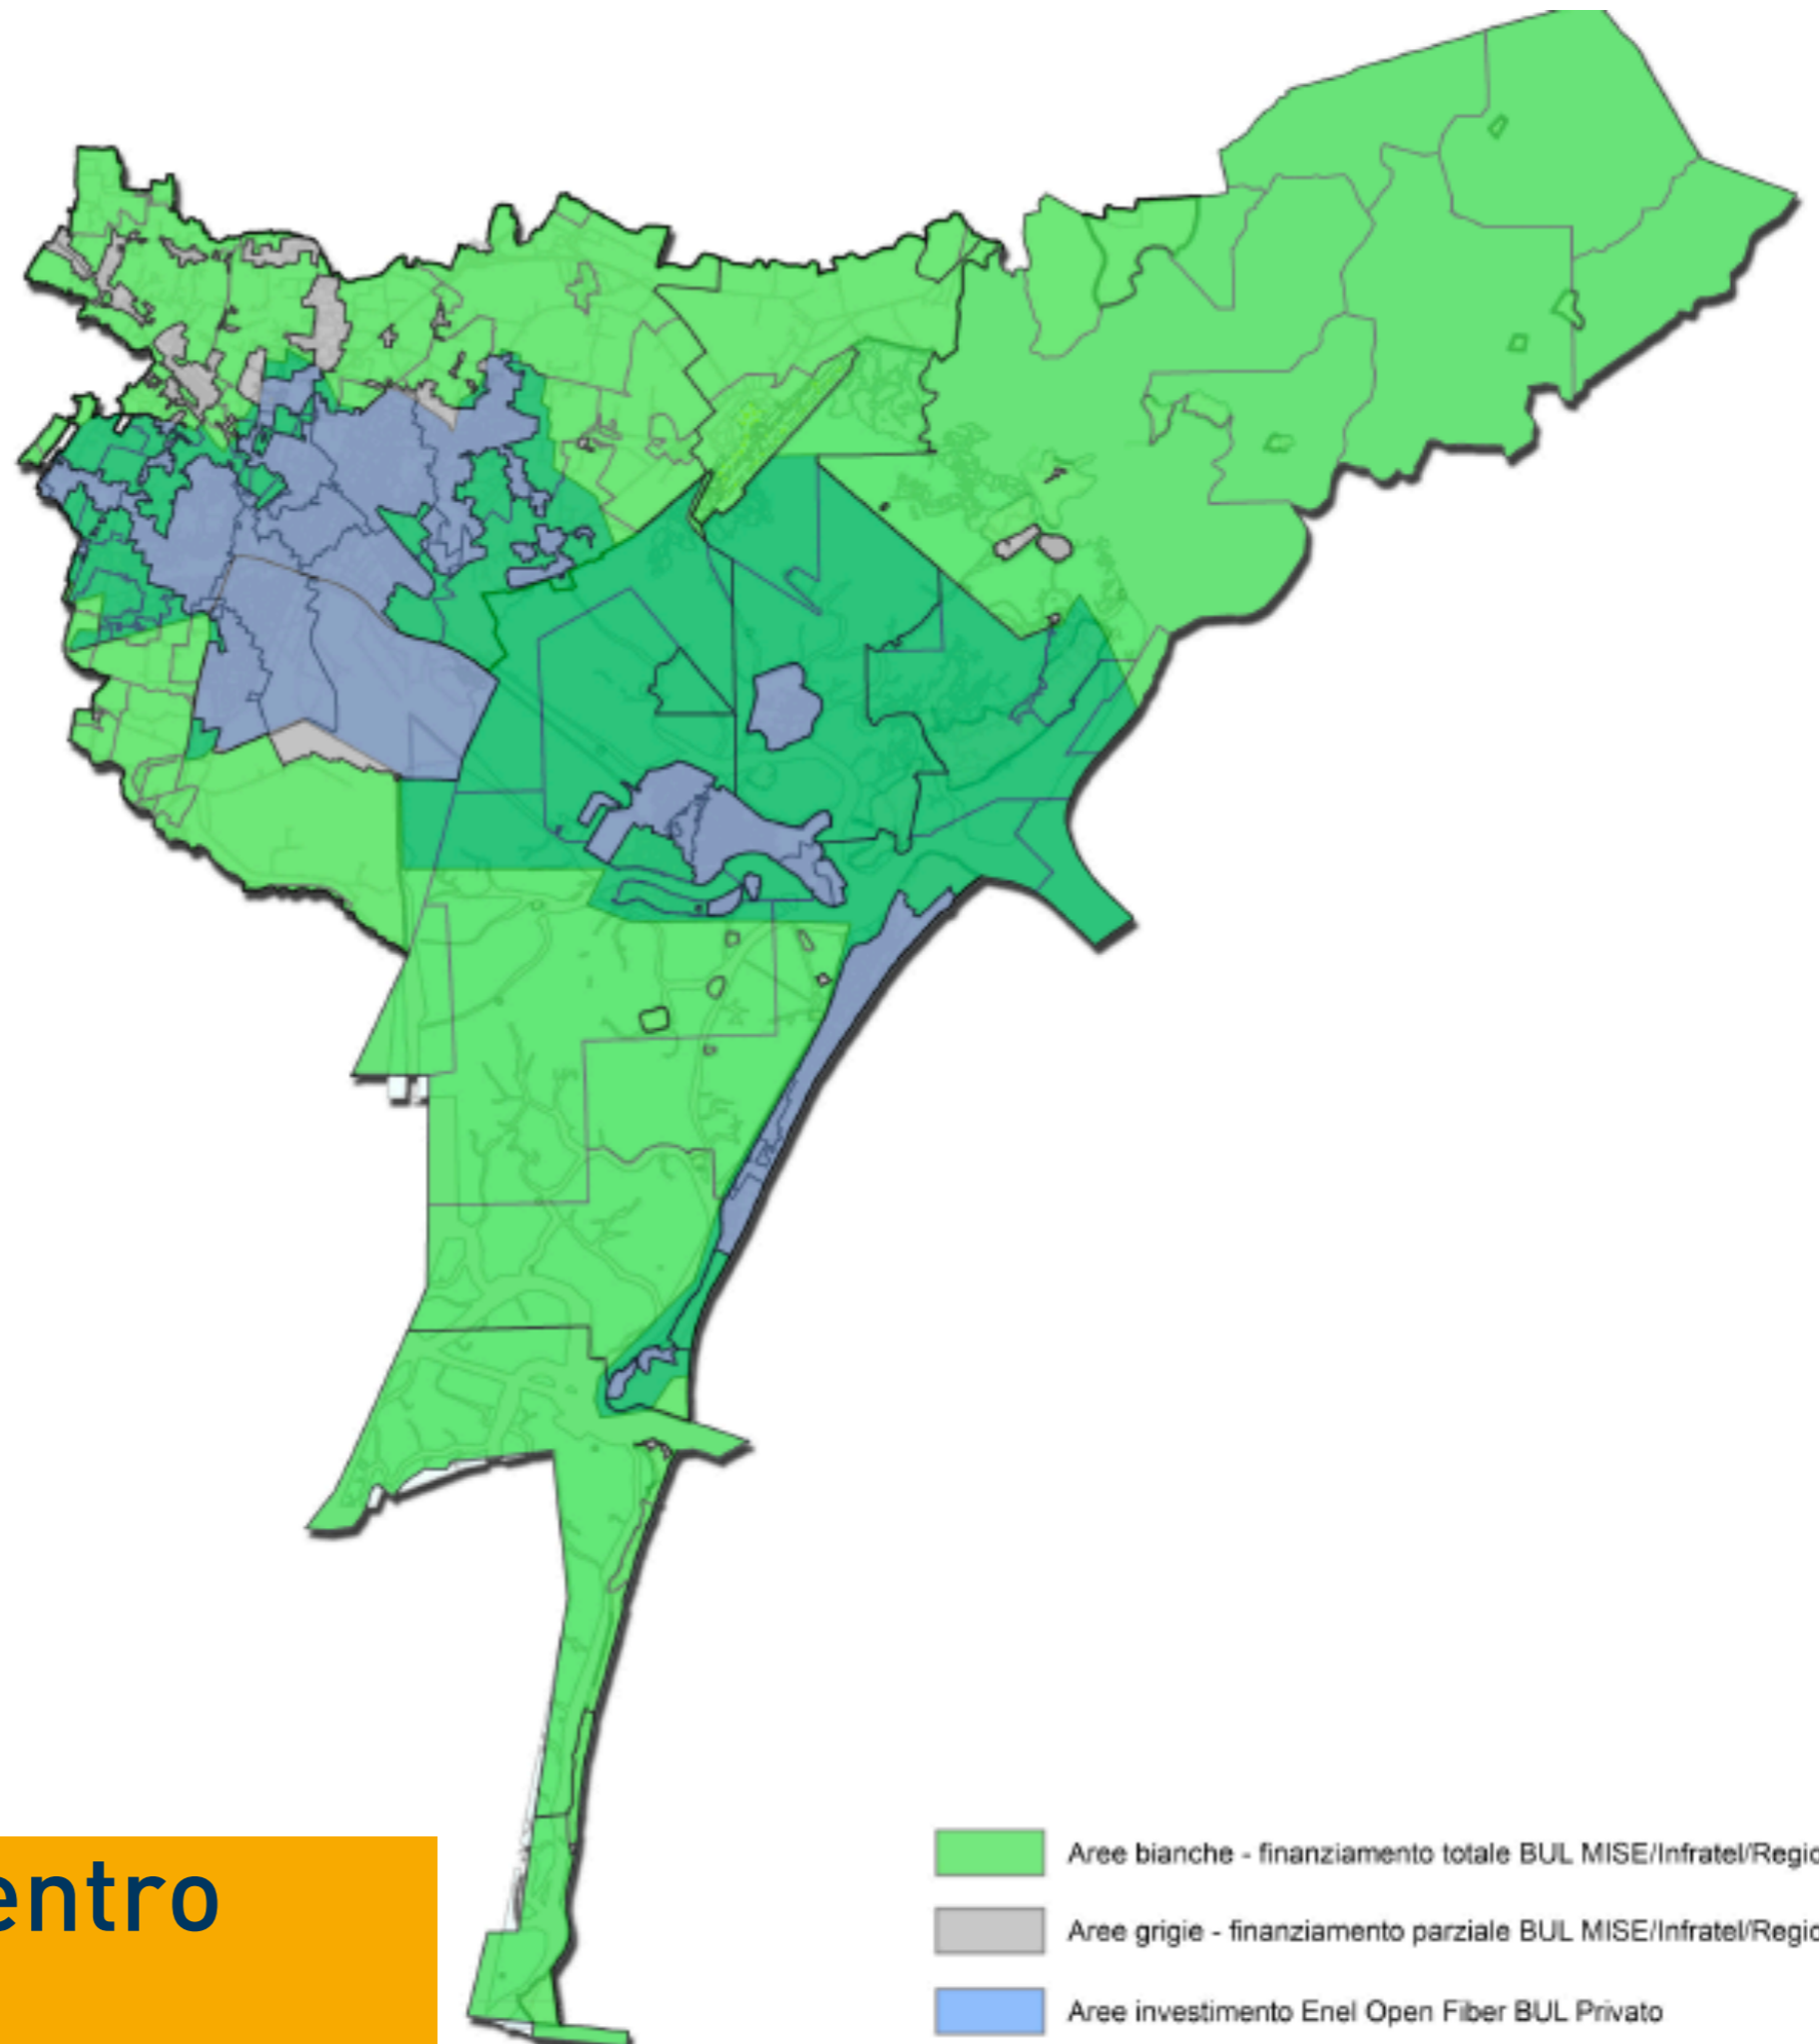 entro
Aree bianche - finanziamento totale BUL MISE/Infratel/Regio
Aree grigie - finanziamento parziale BUL MISE/Infratel/Regio
Aree investimento Enel Open Fiber BUL Privato